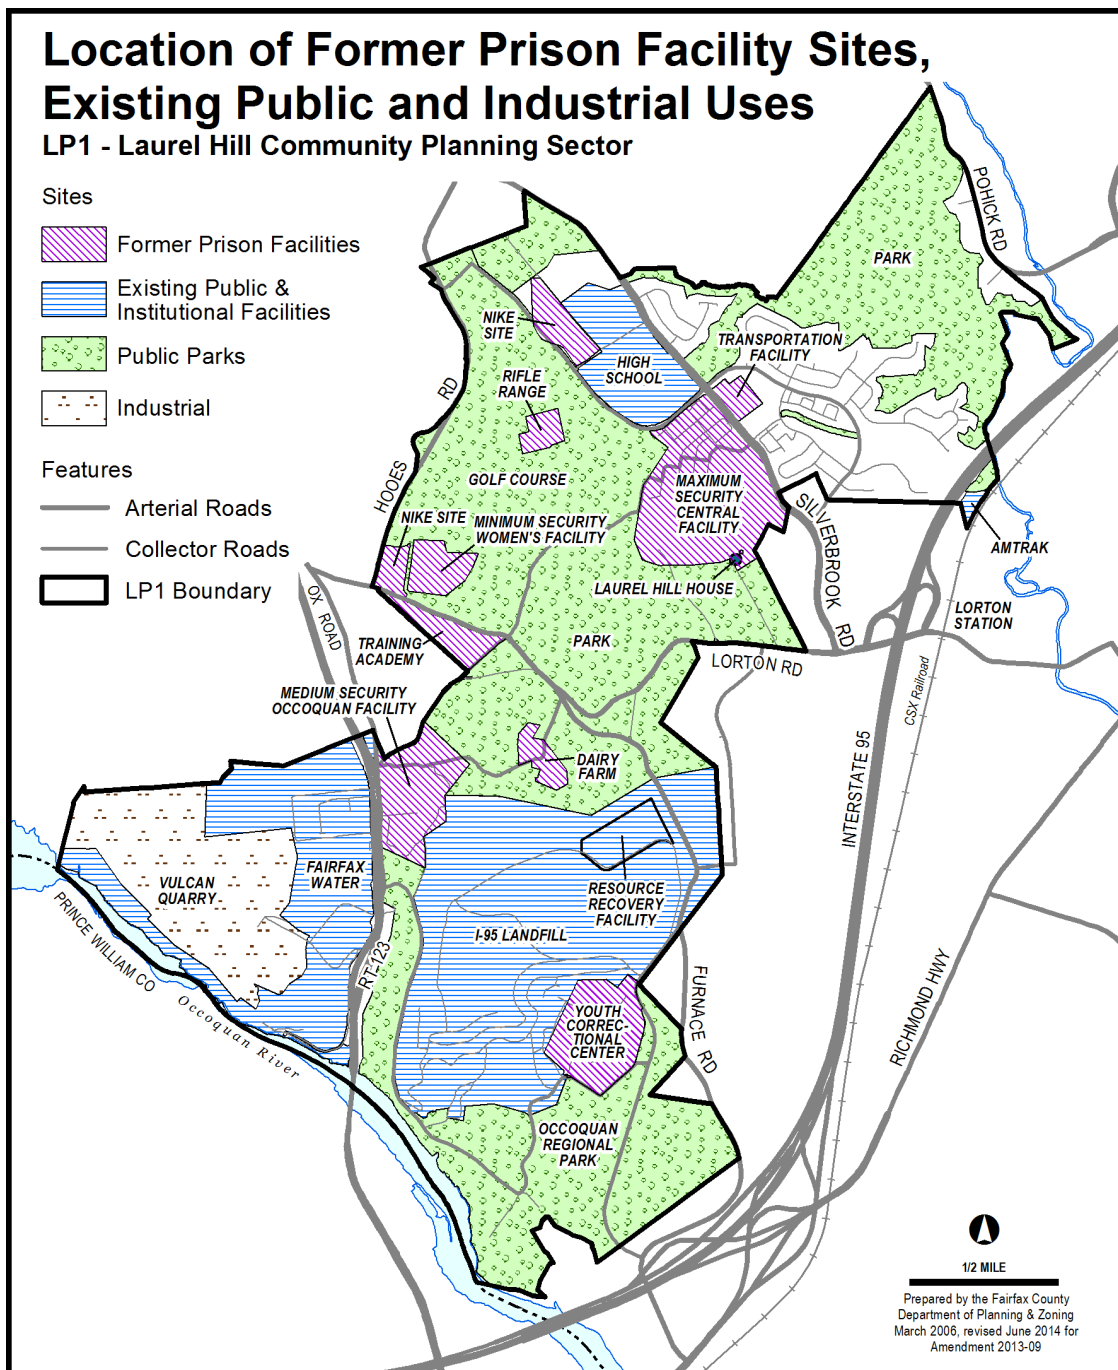 Location of Former Prison Facility Sites,
Existing Public and Industrial Uses
LP1 - Laurel Hill Community Planning Sector
Sites
Former Prison Facilities
Existing Public &
Institutional Facilities
Public Parks
Industrial
Features
Arterial Roads
Collector Roads
LP1 Boundary
POHICK RD
PARK
NIKE
SITE
HIGH
SCHOOL
TRANSPORTATION
FACILITY
RIFLE
RANGE
HOOES
RD
GOLF COURSE
MAXIMUM
SECURITY
CENTRAL
FACILITY
SILVERBROOK RD
NIKE SITE
MINIMUM SECURITY
WOMEN'S FACILITY
AMTRAK
LAUREL HILL HOUSE
LORTON
STATION
OX ROAD
TRAINING
ACADEMY
PARK
LORTON RD
CSX Railroad
MEDIUM SECURITY
OCCOQUAN FACILITY
DAIRY
FARM
INTERSTATE 95
VULCAN
QUARRY
FAIRFAX
WATER
RESOURCE
RECOVERY
FACILITY
I-95 LANDFILL
PRINCE WILLIAM CO
RT-123
Occoquan River
FURNACE RD
RICHMOND HWY
YOUTH
CORREC-
TIONAL
CENTER
OCCOQUAN
REGIONAL
PARK
1/2 MILE
Prepared by the Fairfax County
Department of Planning & Zoning
March 2006, revised June 2014 for
Amendment 2013-09